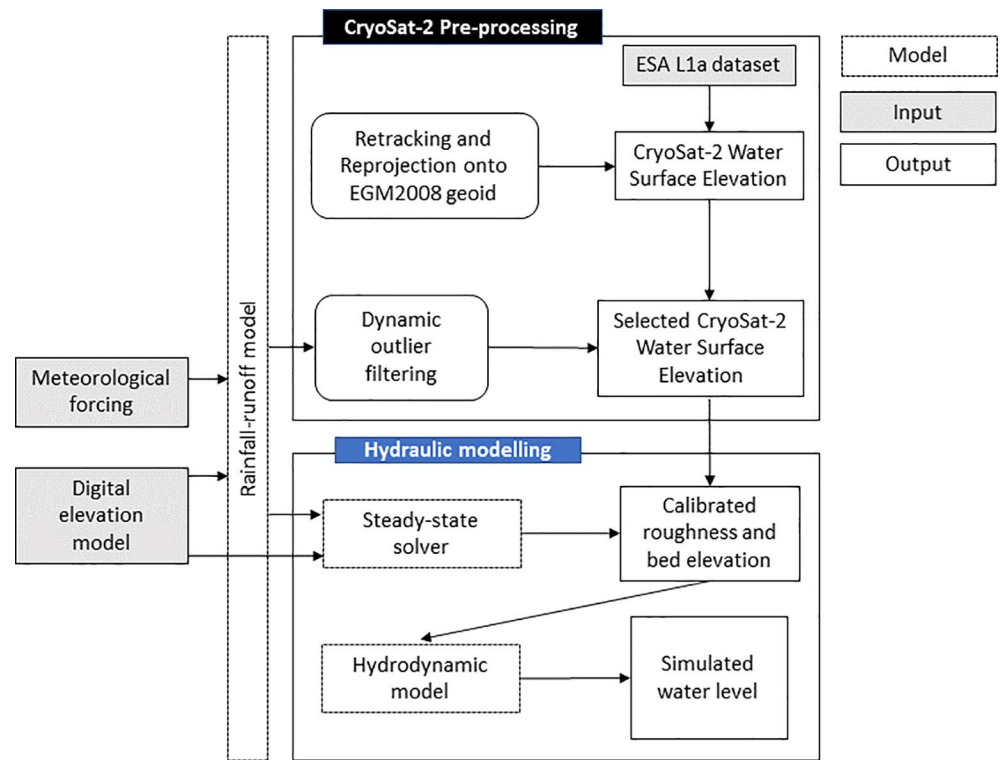 CryoSat-2 Pre-processing
ESA L1a dataset
Retracking and
Reprojection onto
EGM2008 geoid
CryoSat-2 Water
Surface Elevation
Dynamic
outlier
filtering
Selected CryoSat-2
Water Surface
Elevation
Model
Input
Output
Meteorological
forcing
Digital
elevation
model
Rainfall-runoff model
Hydraulic modelling
Steady-state
solver
Calibrated
roughness and
bed elevation
Hydrodynamic
model
Simulated
water level